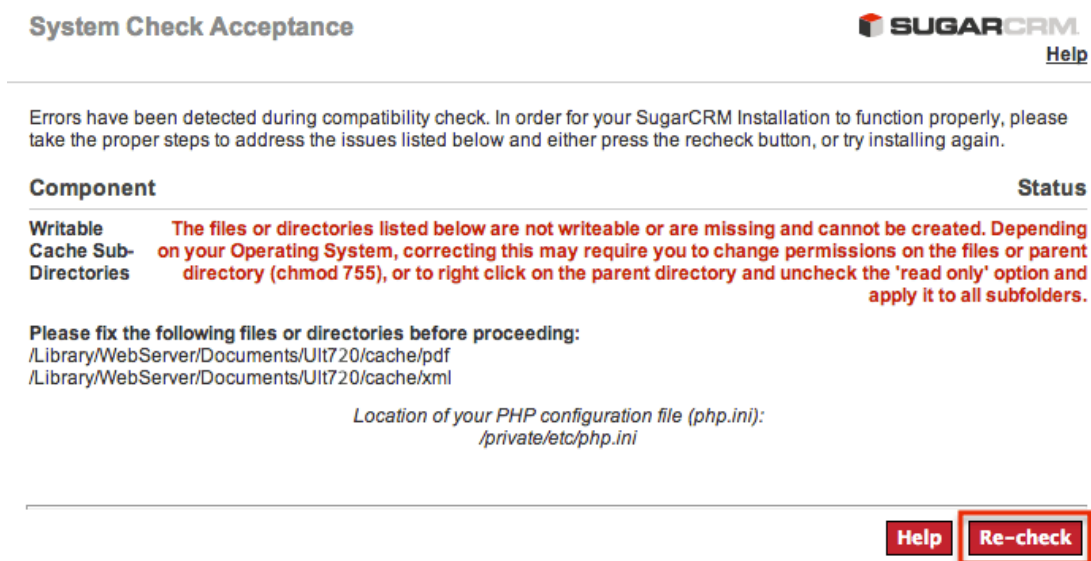 System Check Acceptance
SUGARCRM.
Help
Errors have been detected during compatibility check. In order for your SugarCRM Installation to function properly, please
take the proper steps to address the issues listed below and either press the recheck button, or try installing again.
Component Status
Writable The files or directories listed below are not writeable or are missing and cannot be created. Depending
Cache Sub- on your Operating System, correcting this may require you to change permissions on the files or parent
Directories directory (chmod 755), or to right click on the parent directory and uncheck the 'read only' option and
apply it to all subfolders.
Please fix the following files or directories before proceeding:
/Library/WebServer/Documents/Ult720/cache/pdf
/Library/WebServer/Documents/Ult720/cache/xml
Location of your PHP configuration file (php.ini):
/private/etc/php.ini
Help Re-check